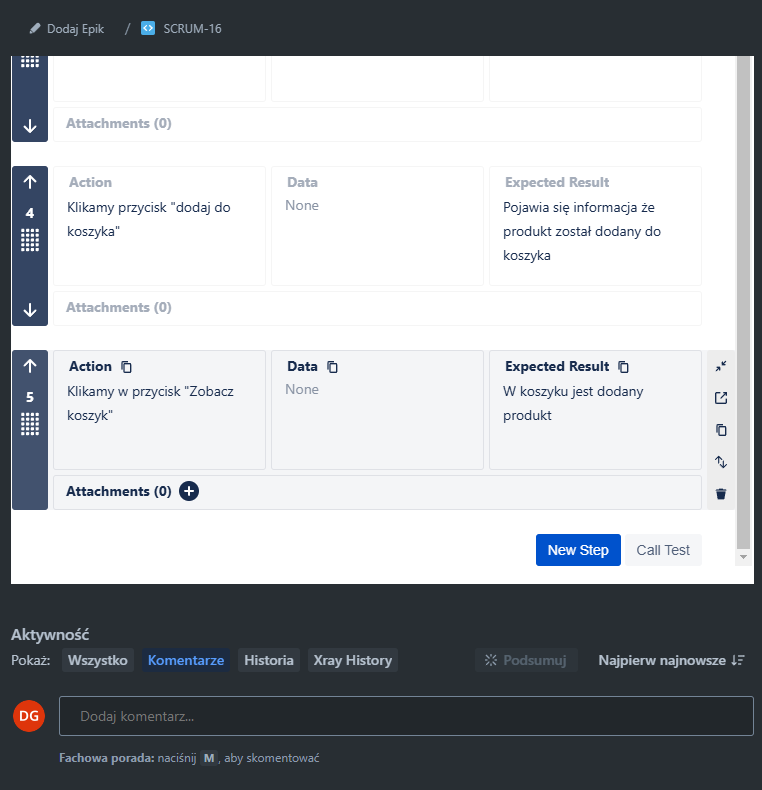 Dodaj Epik / SCRUM-16
Attachments (0)
4
Action
Klikamy przycisk "dodaj do
koszyka"
Data
None
Expected Result
Pojawia się informacja że
produkt został dodany do
koszyka
Attachments (0)
5
Action
Klikamy w przycisk "Zobacz
koszyk"
Data
None
Expected Result
W koszyku jest dodany
produkt
Attachments (0)
New Step
Call Test
Aktywność
Pokaż: Wszystko Komentarze Historia Xray History Podsumuj Najpierw najnowsze
DG
Dodaj komentarz...
Fachowa porada: naciśnij M, aby skomentować